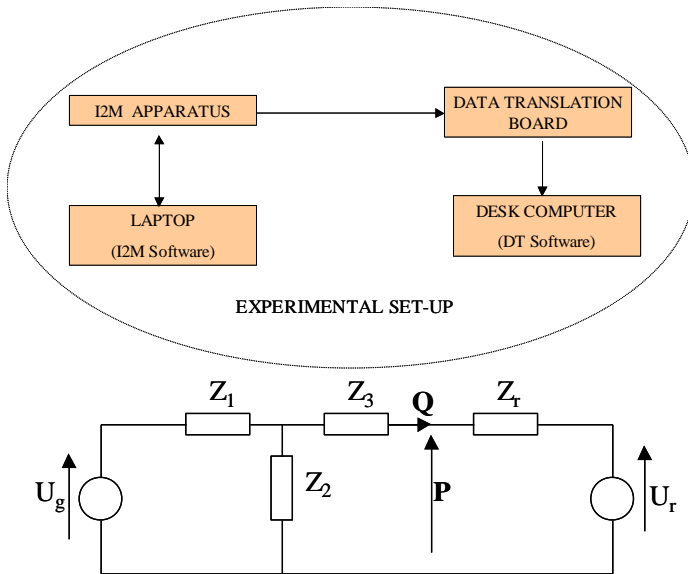 I2M APPARATUS
DATA TRANSLATION
BOARD
LAPTOP
(I2M Software)
DESK COMPUTER
(DT Software)
EXPERIMENTAL SET-UP
Z1
Z3
Q
Zr
Ug
Z2
P
Ur